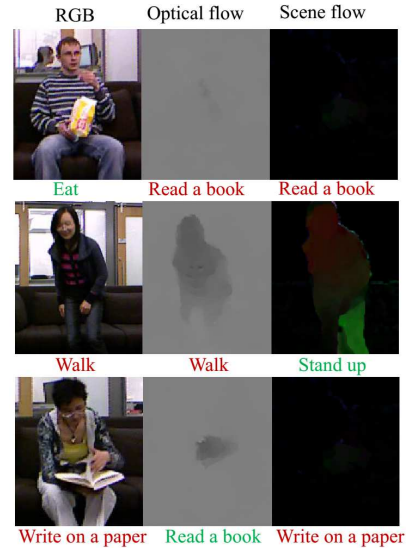 RGB Optical flow Scene flow
Eat Read a book Read a book
Walk Walk Stand up
Write on a paper Read a book Write on a paper